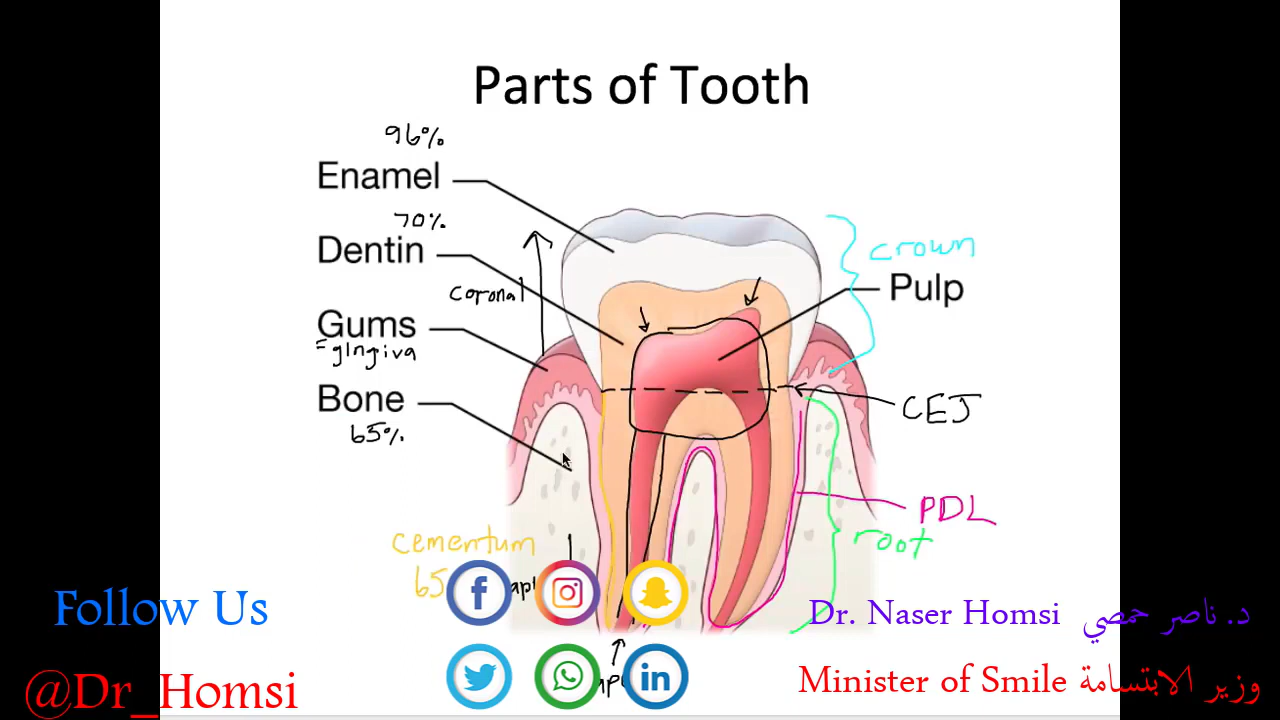 Parts of Tooth
96%
Enamel
70%
Dentin
crown
coronal
Pulp
Gums
=gingiva
Bone
65%
CEJ
PDL
root
cementum
65
Follow Us
Dr. Naser Homsi د. ناصر حمصي
@Dr_Homsi
Minister of Smile وزير الابتسامة